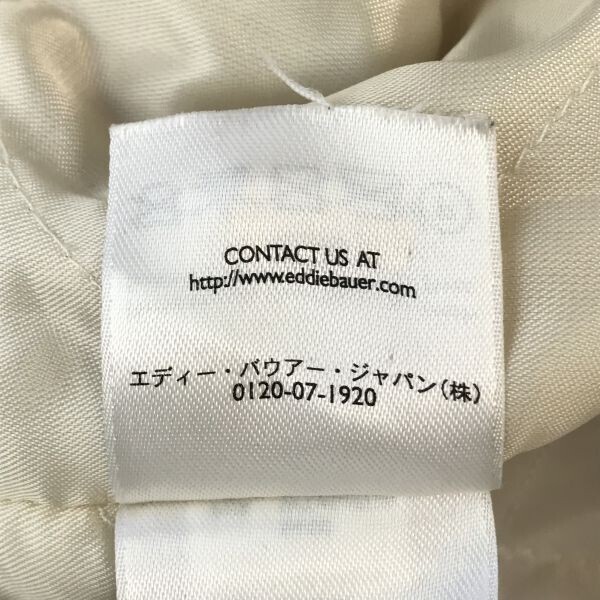 CONTACT US AT
http://www.eddiebauer.com
エディー・バウアー・ジャパン(株)
0120-07-1920